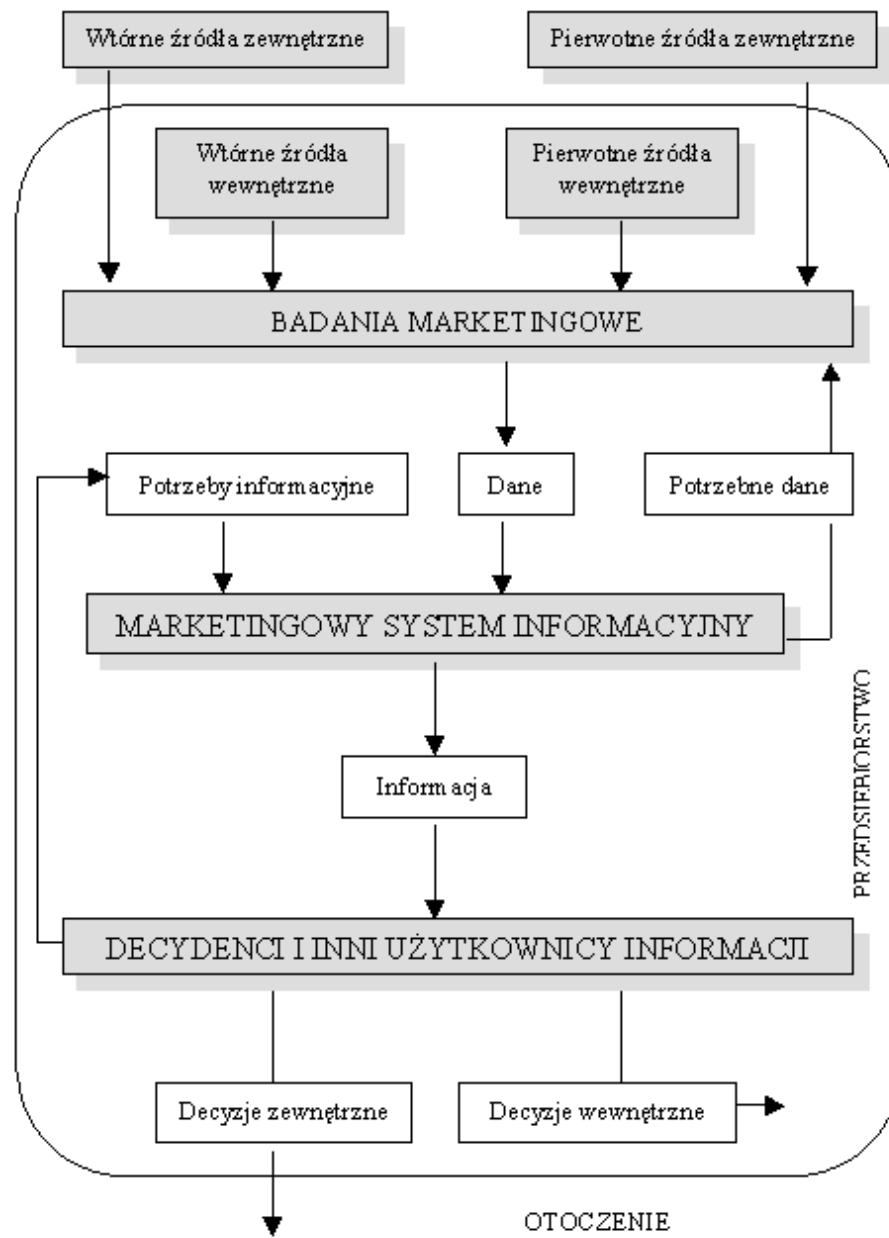 Wtórne źródła zewnętrzne
Pierwotne źródła zewnętrzne
Wtórne źródła
wewnętrzne
Pierwotne źródła
wewnętrzne
BADANIA MARKETINGOWE
Potrzeby informacyjne
Dane
Potrzebne dane
MARKETINGOWY SYSTEM INFORMACYJNY
Informacja
PRZEDSIĘBIORSTWO
DECYDENCI I INNI UŻYTKOWNICY INFORMACJI
Decyzje zewnętrzne
Decyzje wewnętrzne
OTOCZENIE